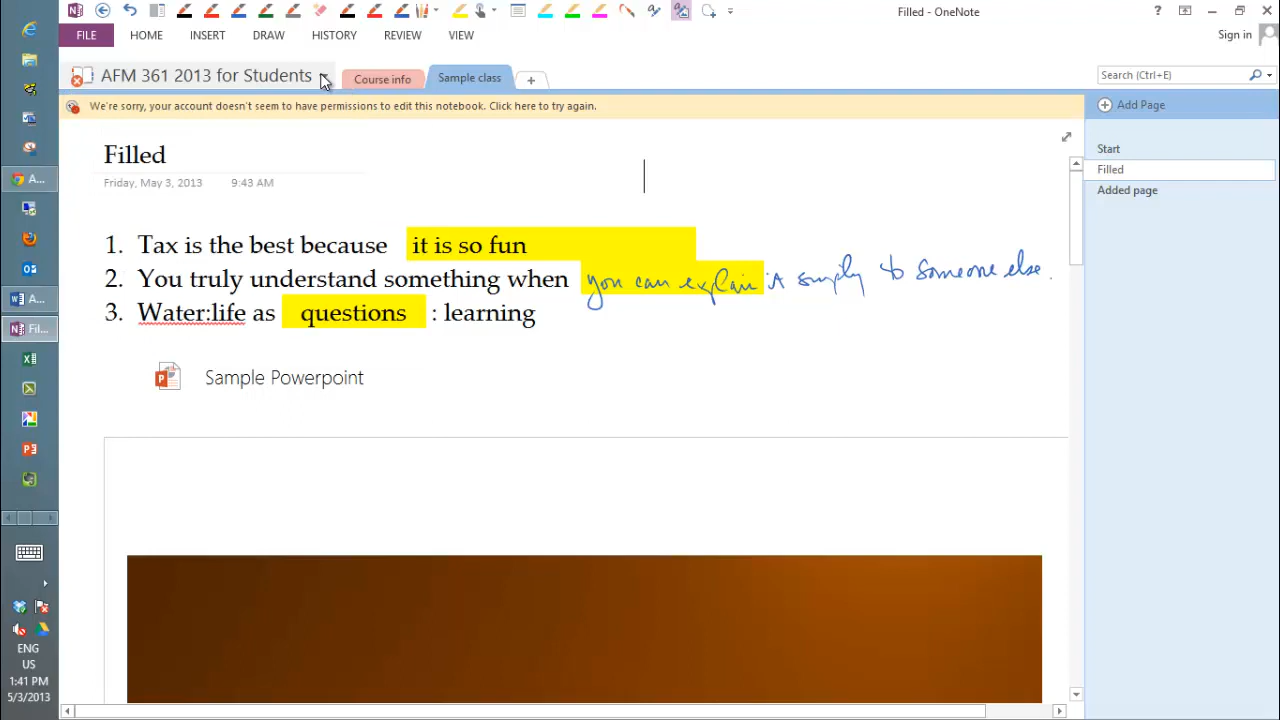 Filled - OneNote
?
FILE HOME INSERT DRAW HISTORY REVIEW VIEW
Sign in
AFM 361 2013 for Students
Course info
Sample class
+
Search (Ctrl+E)
We're sorry, your account doesn't seem to have permissions to edit this notebook. Click here to try again.
Add Page
Start
Filled
Added page
Filled
Friday, May 3, 2013 9:43 AM
1. Tax is the best because it is so fun
2. You truly understand something when you can explain it simply to someone else.
3. Water:life as questions : learning
Sample Powerpoint
A...
A...
Fil...
ENG
US
1:41 PM
5/3/2013